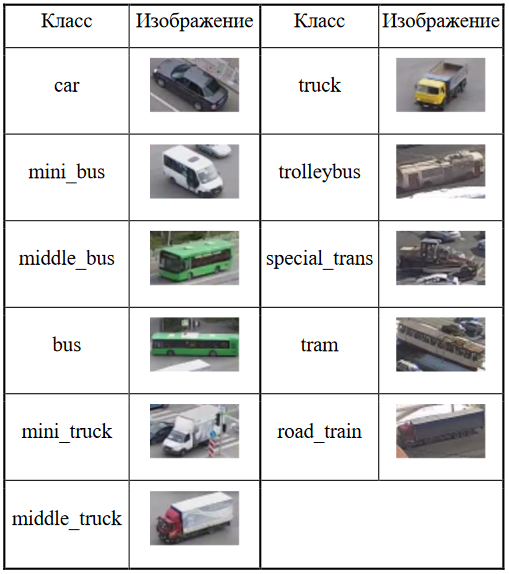 Класс Изображение Класс Изображение
car truck
mini_bus trolleybus
middle_bus special_trans
bus tram
mini_truck road_train
middle_truck